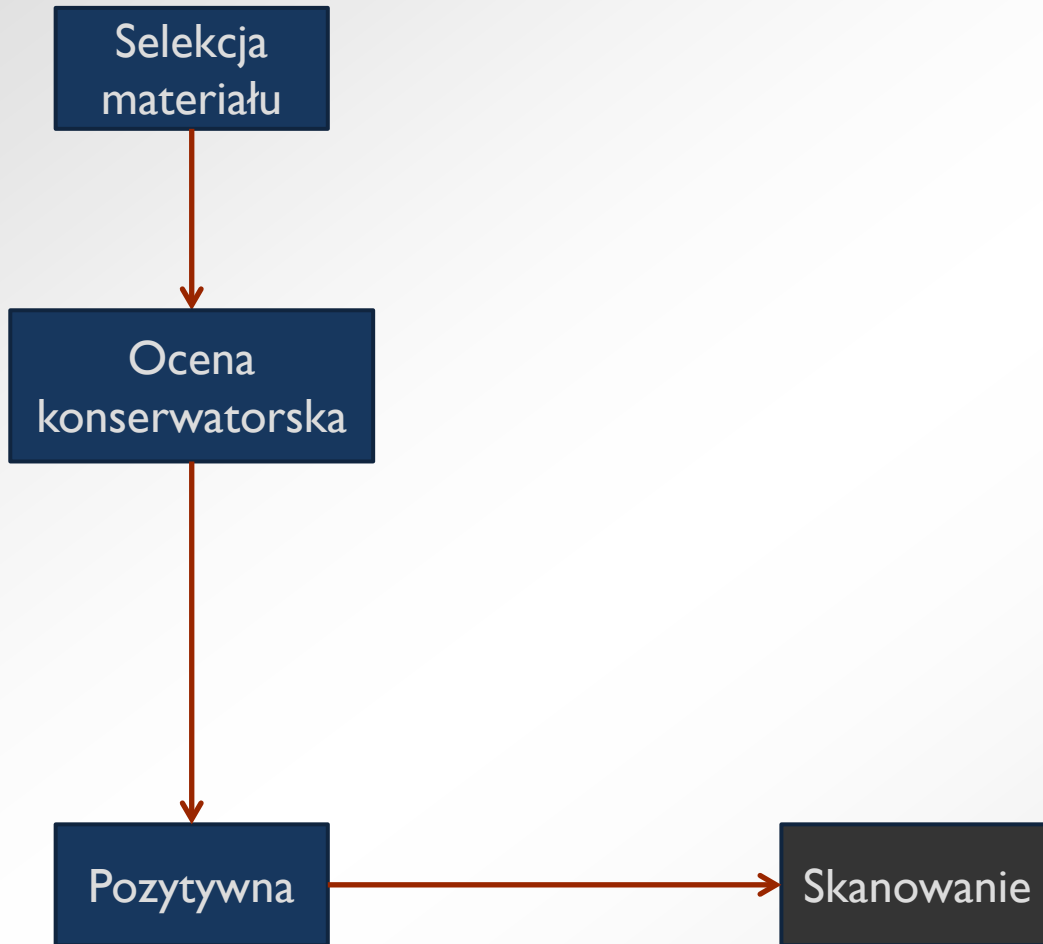 Selekcja
materiału
Ocena
konserwatorska
Pozytywna
Skanowanie